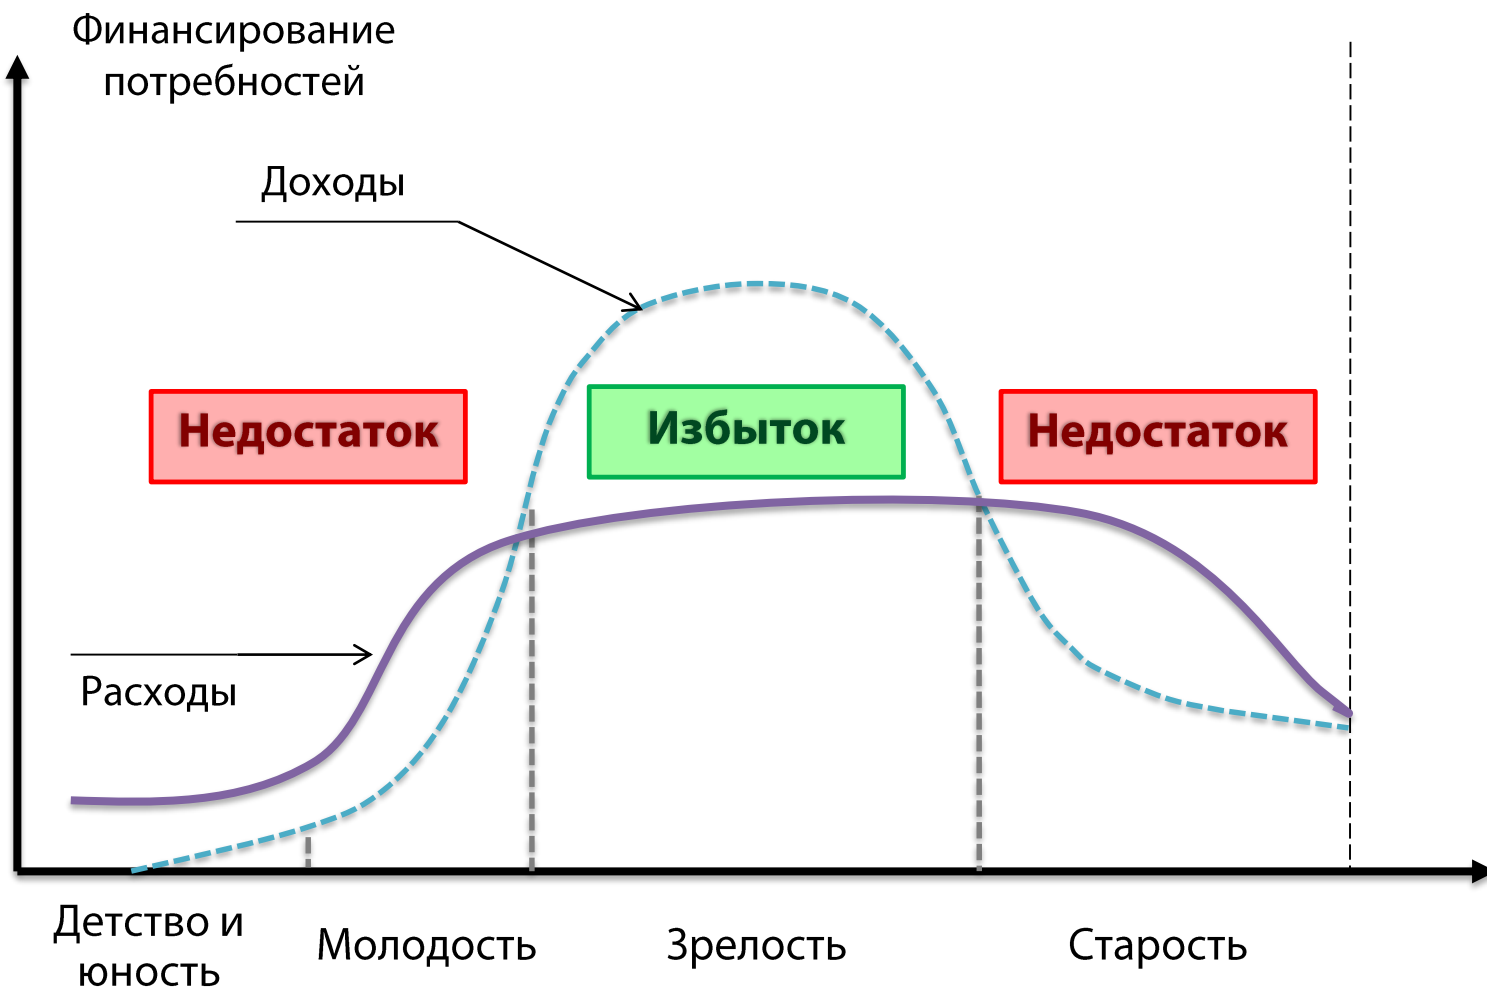 Финансирование
потребностей
Доходы
Недостаток
Избыток
Недостаток
Расходы
Детство и
юность
Молодость
Зрелость
Старость